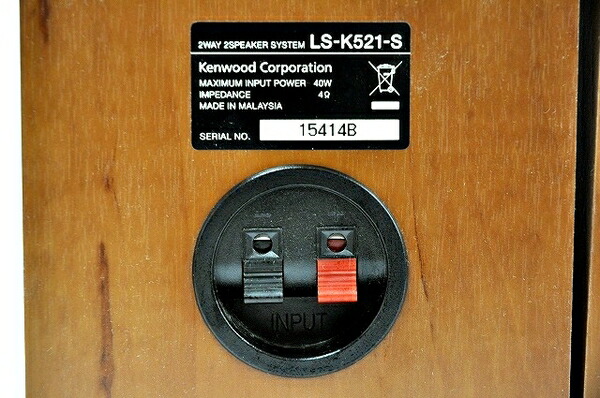 2WAY 2SPEAKER SYSTEM LS-K521-S
Kenwood Corporation
MAXIMUM INPUT POWER 40W
IMPEDANCE 4Ω
MADE IN MALAYSIA
SERIAL NO. 15414B
INPUT